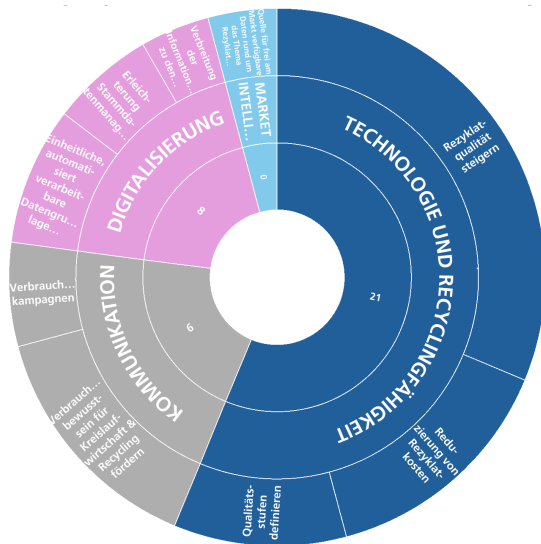 TECHNOLOGIE UND RECYCLINGFÄHIGKEIT
21
Rezyklat-
qualität
steigern
Redu-
zierung von
Rezyklat-
kosten
Qualitäts-
stufen
definieren
KOMMUNIKATION
9
Verbrauch…
bewusst-
sein für
Kreislauf-
wirtschaft &
Recycling
fördern
Verbrauch…
kampagnen
DIGITALISIERUNG
8
Einheitliche,
automati-
siert
verarbeit-
bare
Datengru…
lage…
Erleich-
terung
Stammda-
tenmanag…
Verbreitung
der
Information…
zu den…
MARKET
INTELLI…
0
Quelle für frei am
Markt verfügbare
Daten rund um
das Thema
Rezyklat…